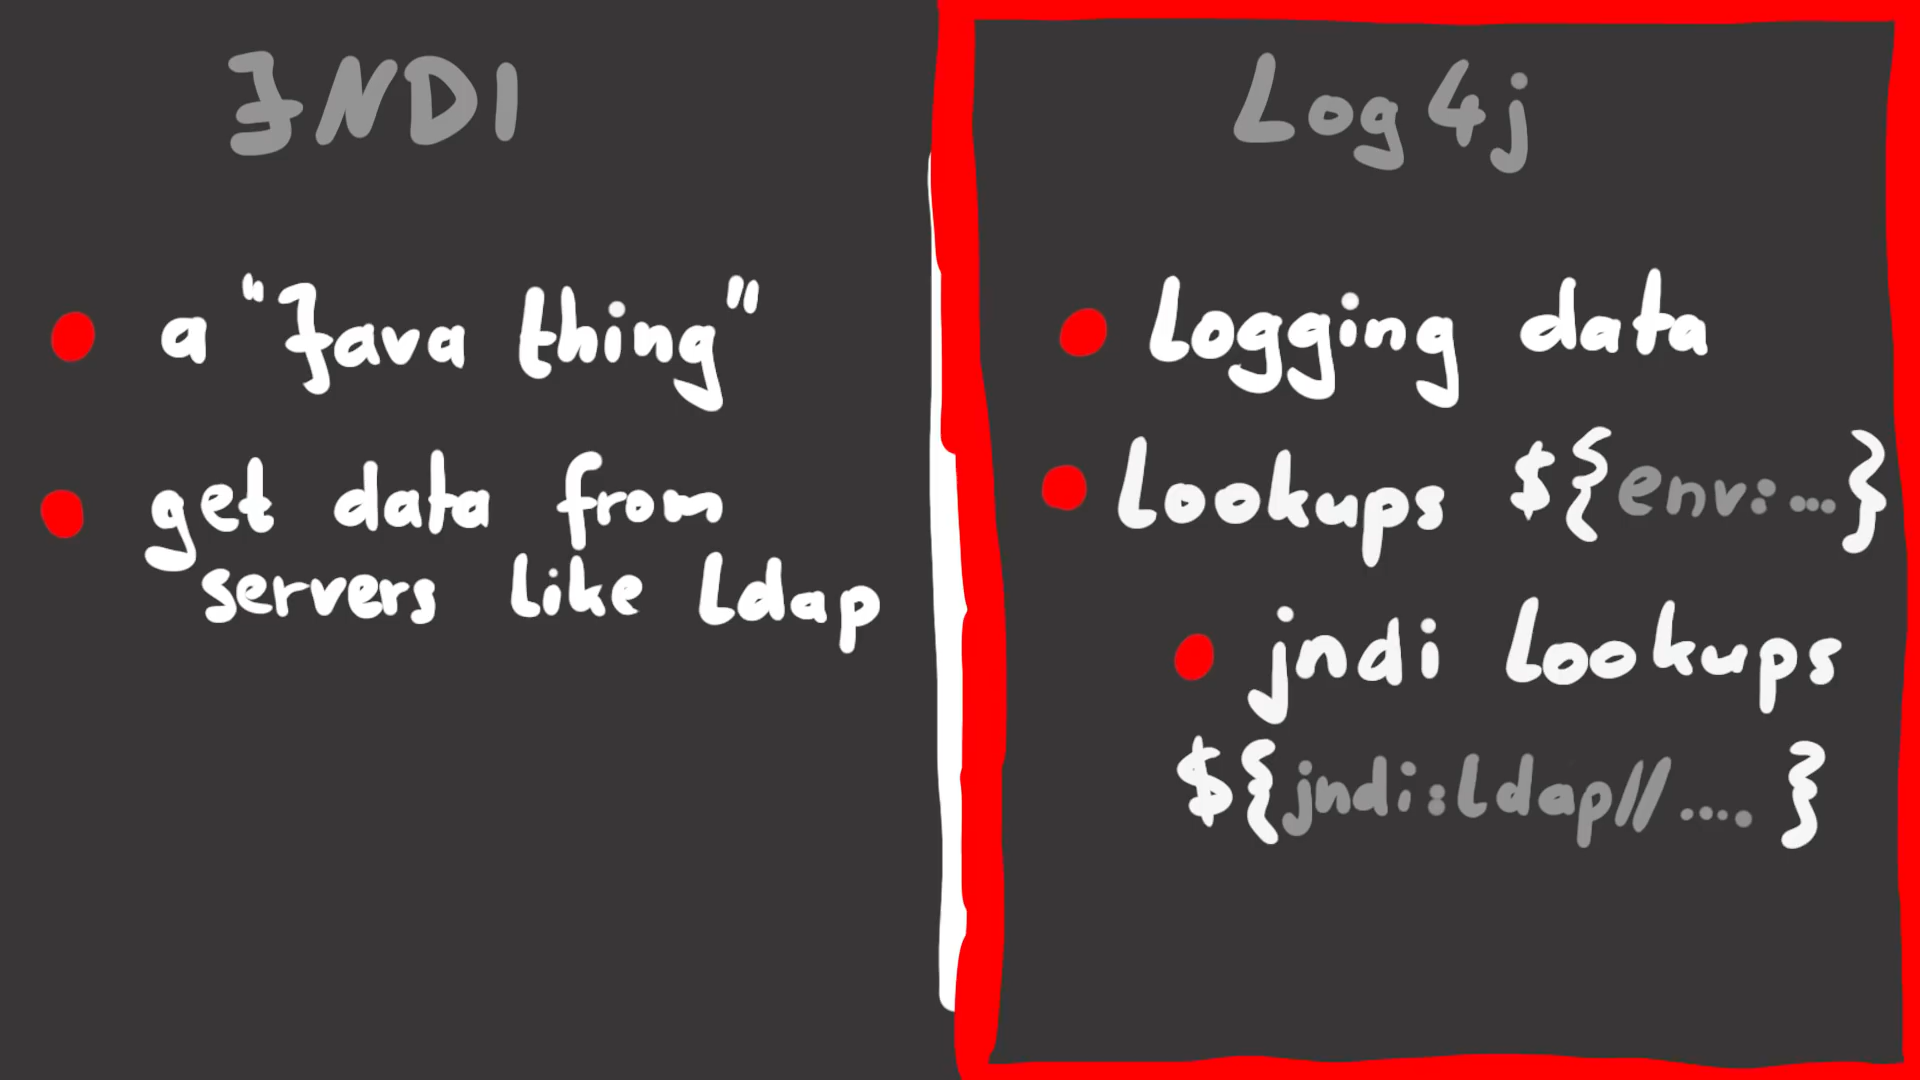 JNDI
a "Java thing"
get data from
servers like ldap
Log4j
logging data
Lookups ${env:...}
jndi lookups
${jndi:ldap//....}